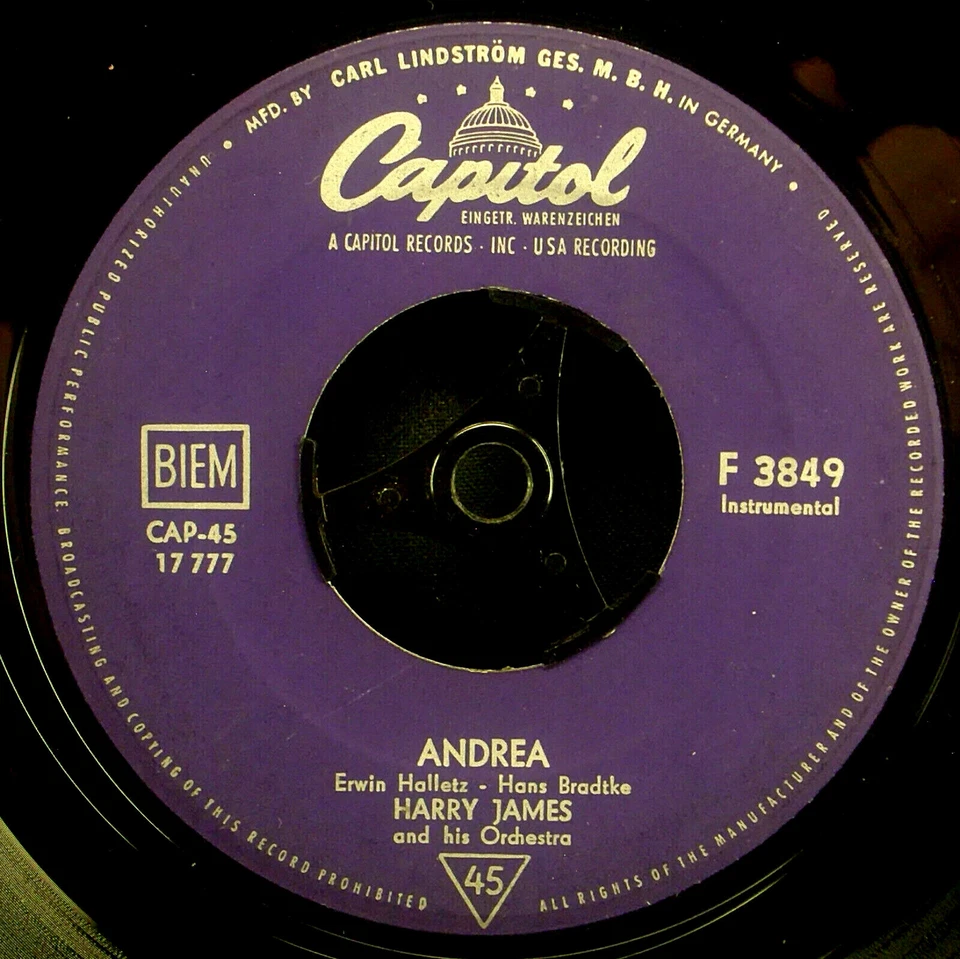 MFD. BY CARL LINDSTRÖM GES. M. B. H. IN GERMANY
Capitol
EINGETR. WARENZEICHEN
A CAPITOL RECORDS · INC · USA RECORDING
BIEM
CAP-45
17 777
F 3849
Instrumental
ANDREA
Erwin Halletz - Hans Bradtke
HARRY JAMES
and his Orchestra
45
UNAUTHORIZED PUBLIC PERFORMANCE BROADCASTING AND COPYING OF THIS RECORD PROHIBITED
ALL RIGHTS OF THE MANUFACTURER AND OF THE OWNER OF THE RECORDED WORK ARE RESERVED